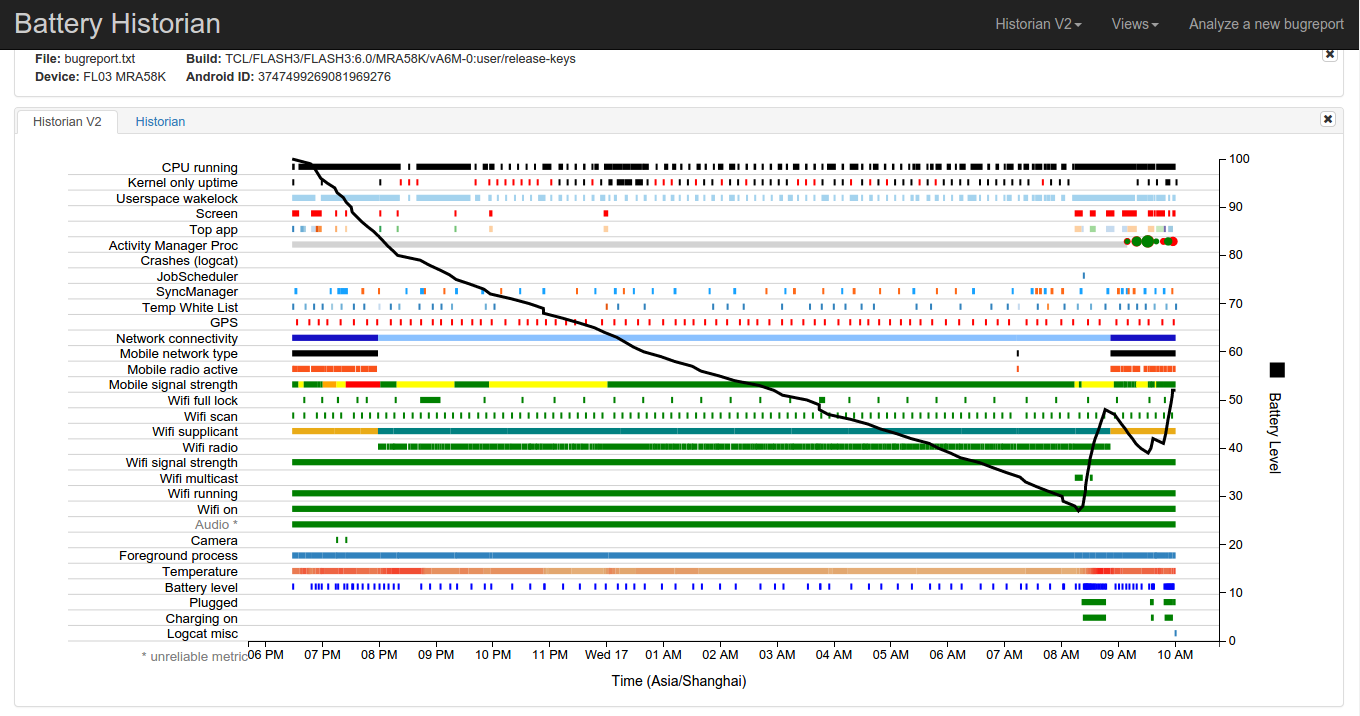 Battery Historian
Historian V2 Views Analyze a new bugreport
File: bugreport.txt Build: TCL/FLASH3/FLASH3:6.0/MRA58K/vA6M-0:user/release-keys
Device: FL03 MRA58K Android ID: 3747499269081969276
Historian V2 Historian
CPU running
Kernel only uptime
Userspace wakelock
Screen
Top app
Activity Manager Proc
Crashes (logcat)
JobScheduler
SyncManager
Temp White List
GPS
Network connectivity
Mobile network type
Mobile radio active
Mobile signal strength
Wifi full lock
Wifi scan
Wifi supplicant
Wifi radio
Wifi signal strength
Wifi multicast
Wifi running
Wifi on
Audio *
Camera
Foreground process
Temperature
Battery level
Plugged
Charging on
Logcat misc
* unreliable metric
100
90
80
70
60
50
40
30
20
10
0
Battery Level
06 PM 07 PM 08 PM 09 PM 10 PM 11 PM Wed 17 01 AM 02 AM 03 AM 04 AM 05 AM 06 AM 07 AM 08 AM 09 AM 10 AM
Time (Asia/Shanghai)